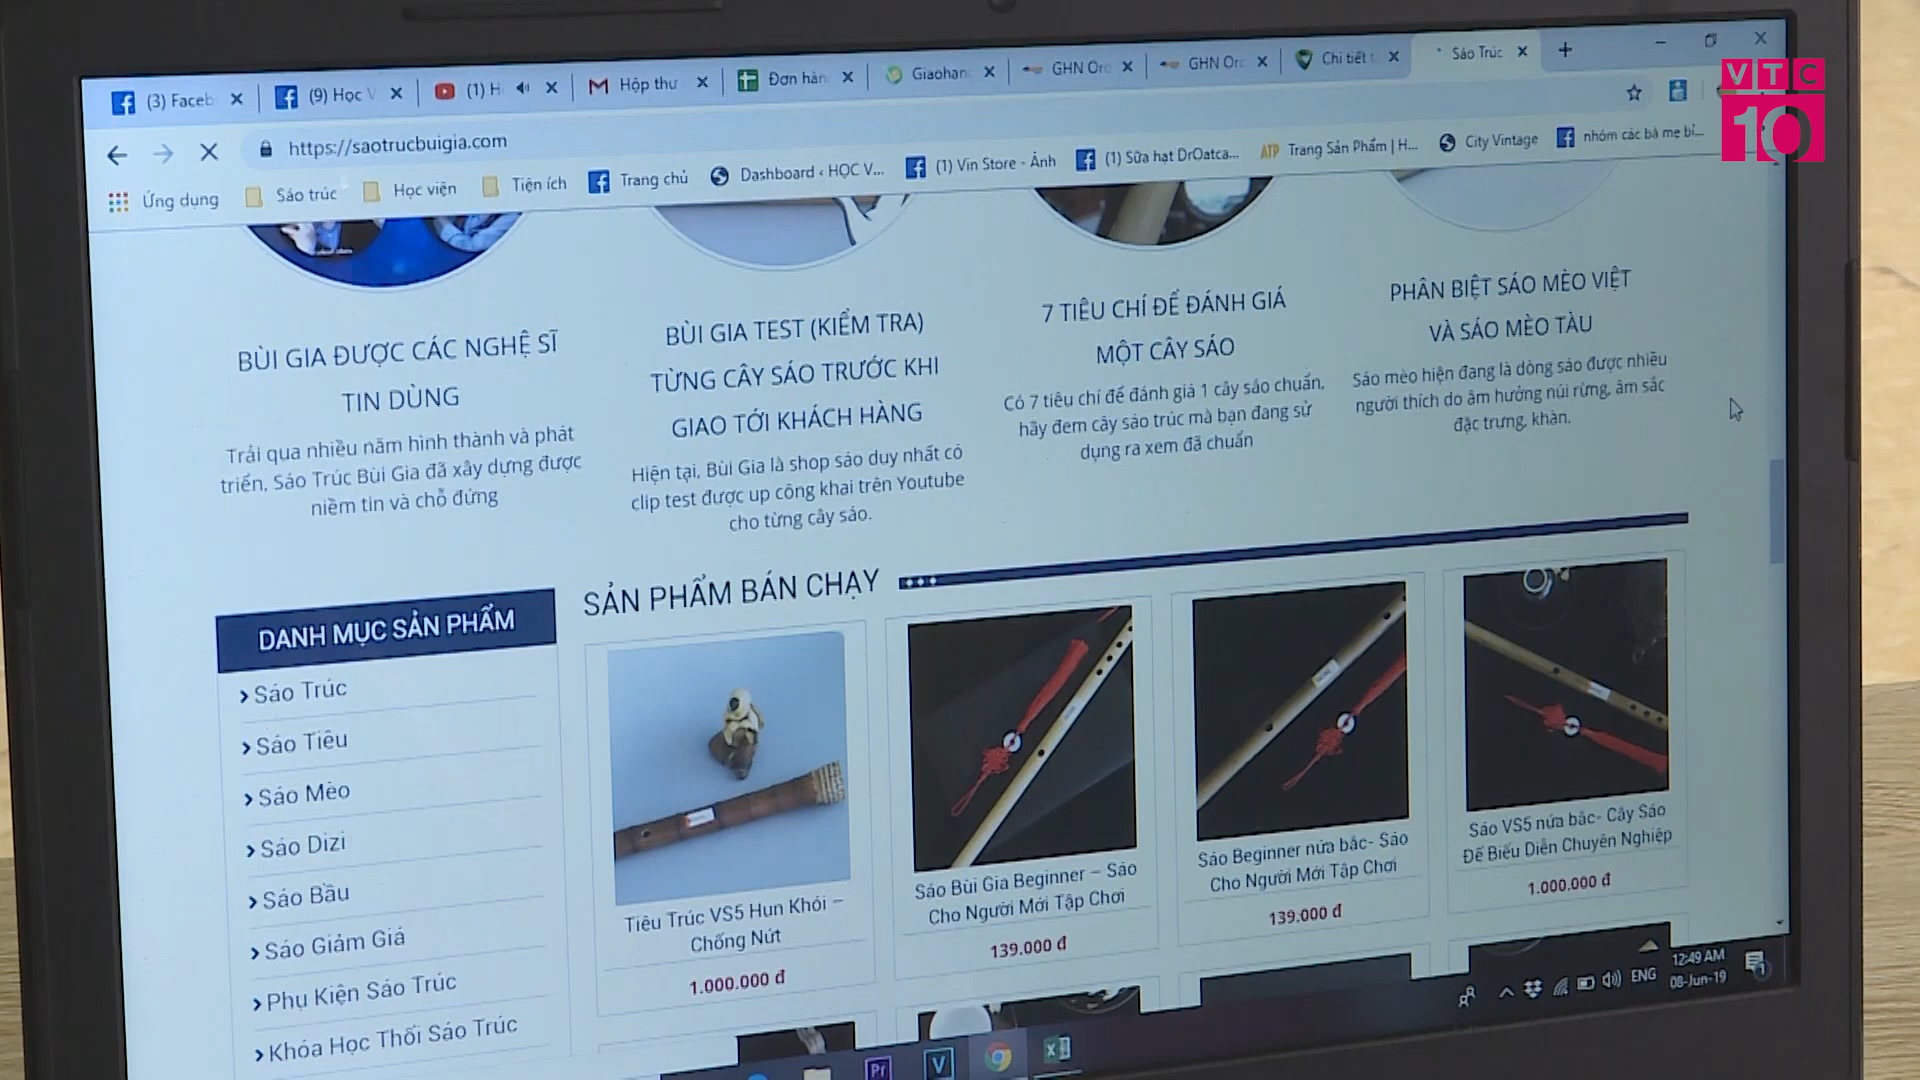 (3) Faceb
(9) Học V
(1) H
Hộp thư
Đơn hàn
Giaohan
GHN Ord
GHN Ord
Chi tiết
Sáo Trúc
VTC
10
https://saotrucbuigia.com
Ứng dụng
Sáo trúc
Học viện
Tiện ích
Trang chủ
Dashboard ‹ HỌC V...
(1) Vin Store - Ảnh
(1) Sữa hạt DrOatca...
ATP Trang Sản Phẩm | H...
City Vintage
nhóm các bà mẹ bỉ...
BÙI GIA ĐƯỢC CÁC NGHỆ SĨ
TIN DÙNG
Trải qua nhiều năm hình thành và phát
triển, Sáo Trúc Bùi Gia đã xây dựng được
niềm tin và chỗ đứng
BÙI GIA TEST (KIỂM TRA)
TỪNG CÂY SÁO TRƯỚC KHI
GIAO TỚI KHÁCH HÀNG
Hiện tại, Bùi Gia là shop sáo duy nhất có
clip test được up công khai trên Youtube
cho từng cây sáo.
7 TIÊU CHÍ ĐỂ ĐÁNH GIÁ
MỘT CÂY SÁO
Có 7 tiêu chí để đánh giá 1 cây sáo chuẩn,
hãy đem cây sáo trúc mà bạn đang sử
dụng ra xem đã chuẩn
PHÂN BIỆT SÁO MÈO VIỆT
VÀ SÁO MÈO TÀU
Sáo mèo hiện đang là dòng sáo được nhiều
người thích do âm hưởng núi rừng, âm sắc
đặc trưng, khàn.
DANH MỤC SẢN PHẨM
Sáo Trúc
Sáo Tiêu
Sáo Mèo
Sáo Dizi
Sáo Bầu
Sáo Giảm Giá
Phụ Kiện Sáo Trúc
Khóa Học Thổi Sáo Trúc
SẢN PHẨM BÁN CHẠY
Tiêu Trúc VS5 Hun Khói –
Chống Nứt
1.000.000 đ
Sáo Bùi Gia Beginner – Sáo
Cho Người Mới Tập Chơi
139.000 đ
Sáo Beginner nứa bắc- Sáo
Cho Người Mới Tập Chơi
139.000 đ
Sáo VS5 nứa bắc- Cây Sáo
Để Biểu Diễn Chuyên Nghiệp
1.000.000 đ
Pr
V
ENG
12:49 AM
08-Jun-19
1